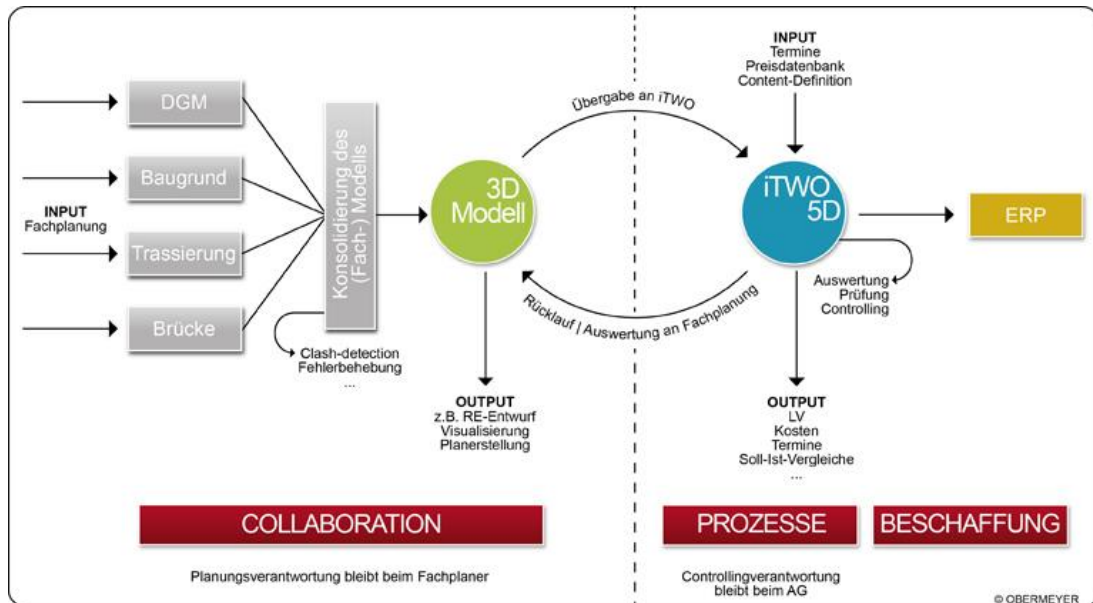 INPUT
Fachplanung
DGM
Baugrund
Trassierung
Brücke
Konsolidierung des
(Fach-) Modells
Clash-detection
Fehlerbehebung
...
3D
Modell
OUTPUT
z.B. RE-Entwurf
Visualisierung
Planerstellung
Übergabe an iTWO
Rücklauf | Auswertung an Fachplanung
INPUT
Termine
Preisdatenbank
Content-Definition
iTWO
5D
Auswertung
Prüfung
Controlling
OUTPUT
LV
Kosten
Termine
Soll-Ist-Vergleiche
...
ERP
COLLABORATION
Planungsverantwortung bleibt beim Fachplaner
PROZESSE
Controllingverantwortung
bleibt beim AG
BESCHAFFUNG
© OBERMEYER